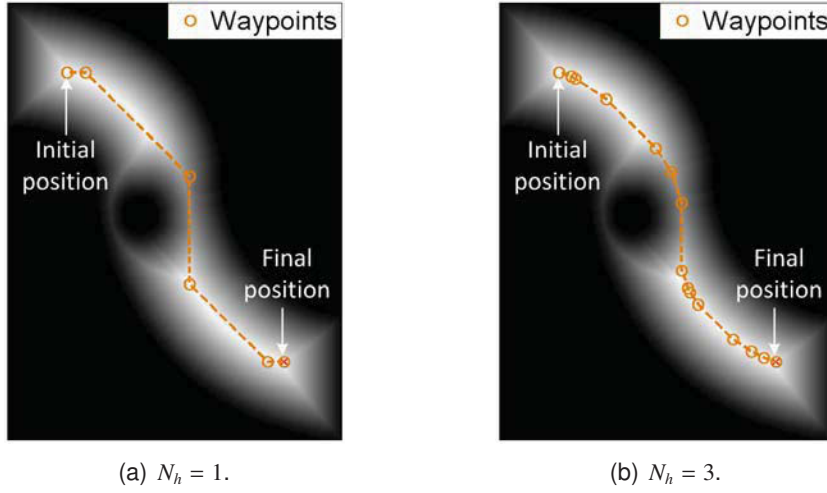 Waypoints
Initial
position
Final
position
(a) N_h = 1.
Waypoints
Initial
position
Final
position
(b) N_h = 3.